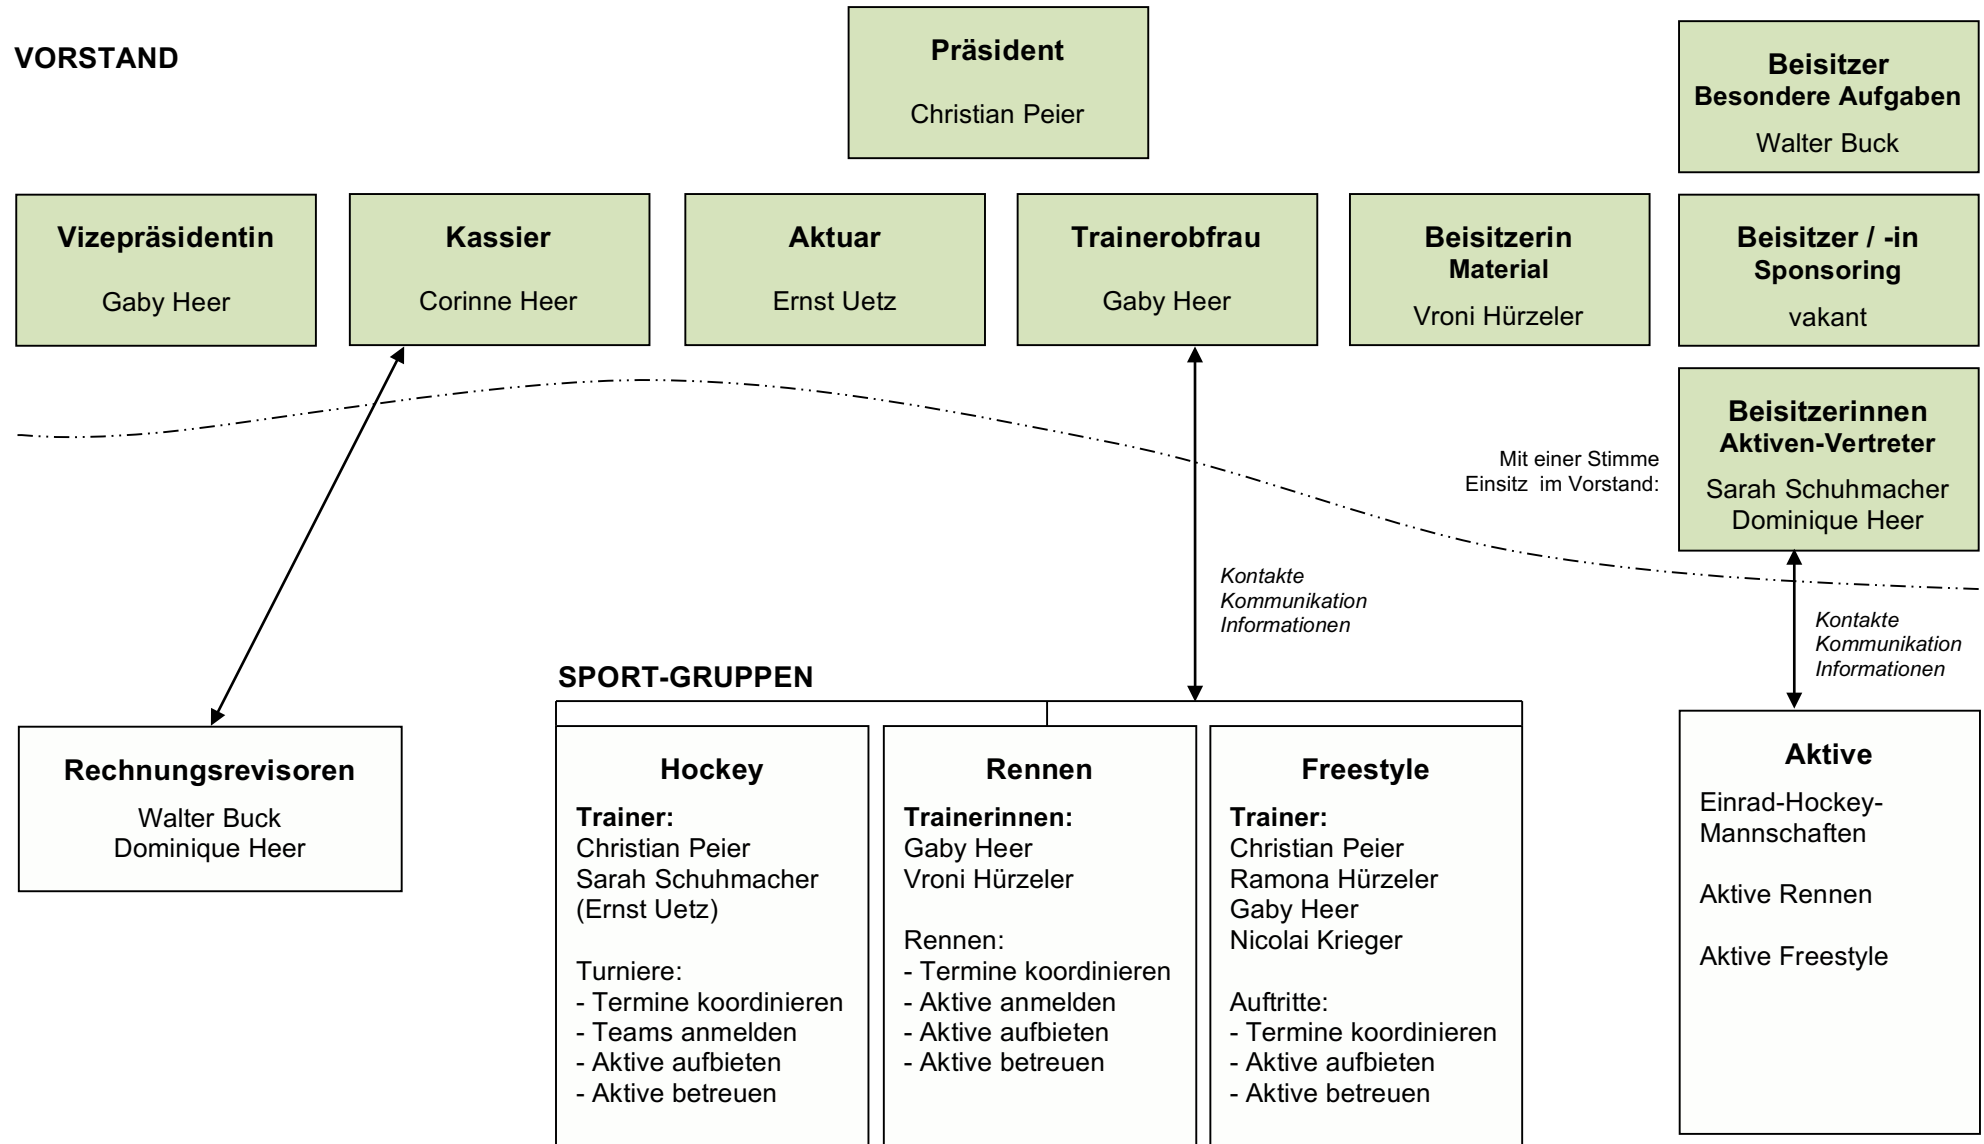 VORSTAND
Präsident
Christian Peier
Beisitzer
Besondere Aufgaben
Walter Buck
Vizepräsidentin
Gaby Heer
Kassier
Corinne Heer
Aktuar
Ernst Uetz
Trainerobfrau
Gaby Heer
Beisitzerin
Material
Vroni Hürzeler
Beisitzer / -in
Sponsoring
vakant
Mit einer Stimme
Einsitz  im Vorstand:
Beisitzerinnen
Aktiven-Vertreter
Sarah Schuhmacher
Dominique Heer
Kontakte
Kommunikation
Informationen
Kontakte
Kommunikation
Informationen
SPORT-GRUPPEN
Rechnungsrevisoren
Walter Buck
Dominique Heer
Hockey
Trainer:
Christian Peier
Sarah Schuhmacher
(Ernst Uetz)
Turniere:
- Termine koordinieren
- Teams anmelden
- Aktive aufbieten
- Aktive betreuen
Rennen
Trainerinnen:
Gaby Heer
Vroni Hürzeler
Rennen:
- Termine koordinieren
- Aktive anmelden
- Aktive aufbieten
- Aktive betreuen
Freestyle
Trainer:
Christian Peier
Ramona Hürzeler
Gaby Heer
Nicolai Krieger
Auftritte:
- Termine koordinieren
- Aktive aufbieten
- Aktive betreuen
Aktive
Einrad-Hockey-
Mannschaften
Aktive Rennen
Aktive Freestyle